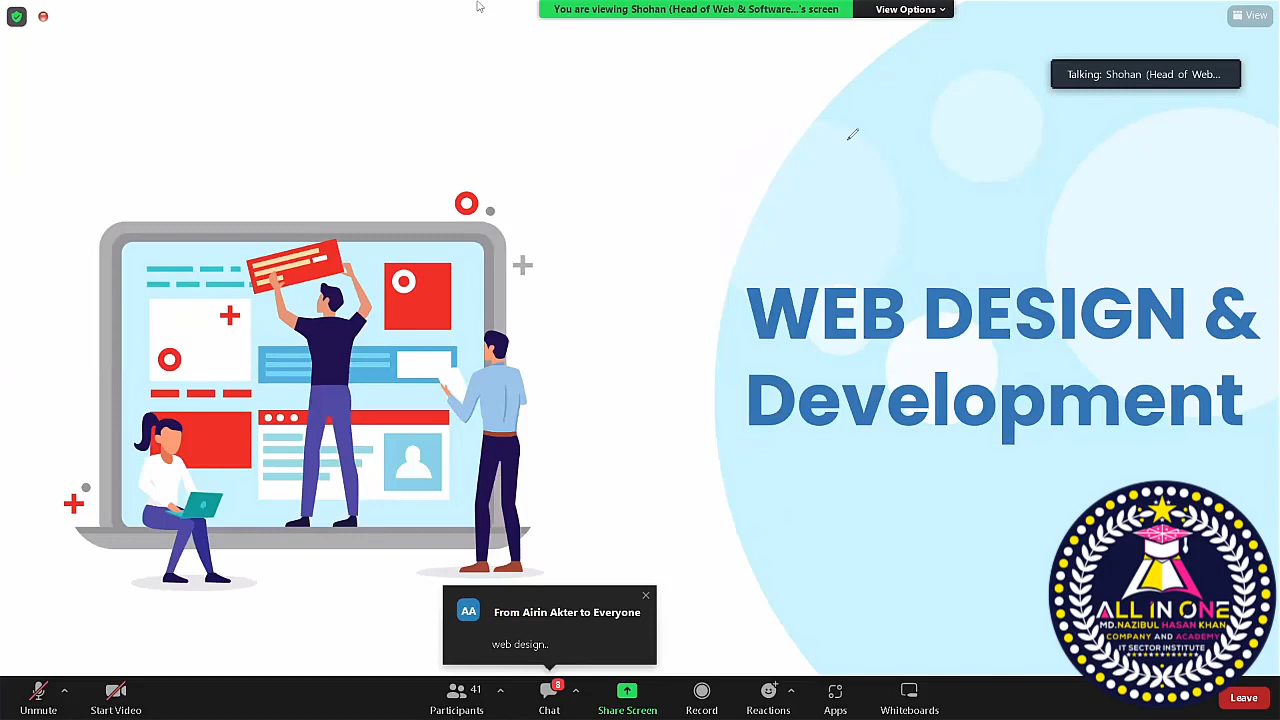 You are viewing Shohan (Head of Web & Software...'s screen
View Options
View
Talking: Shohan (Head of Web...
WEB DESIGN &
Development
AA
From Airin Akter to Everyone
web design..
ALL IN ONE
MD.NAZIBUL HASAN KHAN
COMPANY AND ACADEMY
IT SECTOR INSTITUTE
Unmute
Start Video
41
Participants
8
Chat
Share Screen
Record
Reactions
Apps
Whiteboards
Leave